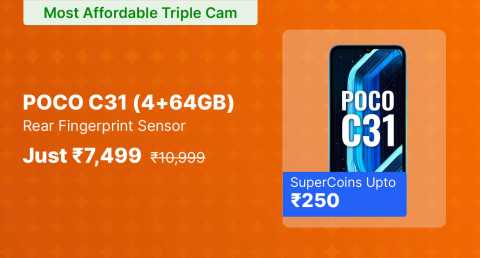 Most Affordable Triple Cam
POCO C31 (4+64GB)
Rear Fingerprint Sensor
Just ₹7,499 ₹10,999
POCO
C31
SuperCoins Upto
₹250